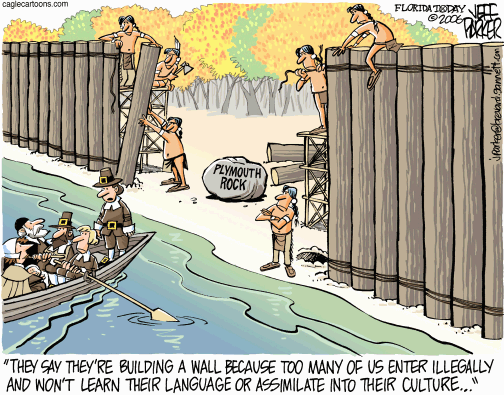 caglecartoons.com
FLORIDA TODAY
©2006
JEFF PARKER
PLYMOUTH
ROCK
"THEY SAY THEY'RE BUILDING A WALL BECAUSE TOO MANY OF US ENTER ILLEGALLY
AND WON'T LEARN THEIR LANGUAGE OR ASSIMILATE INTO THEIR CULTURE..."